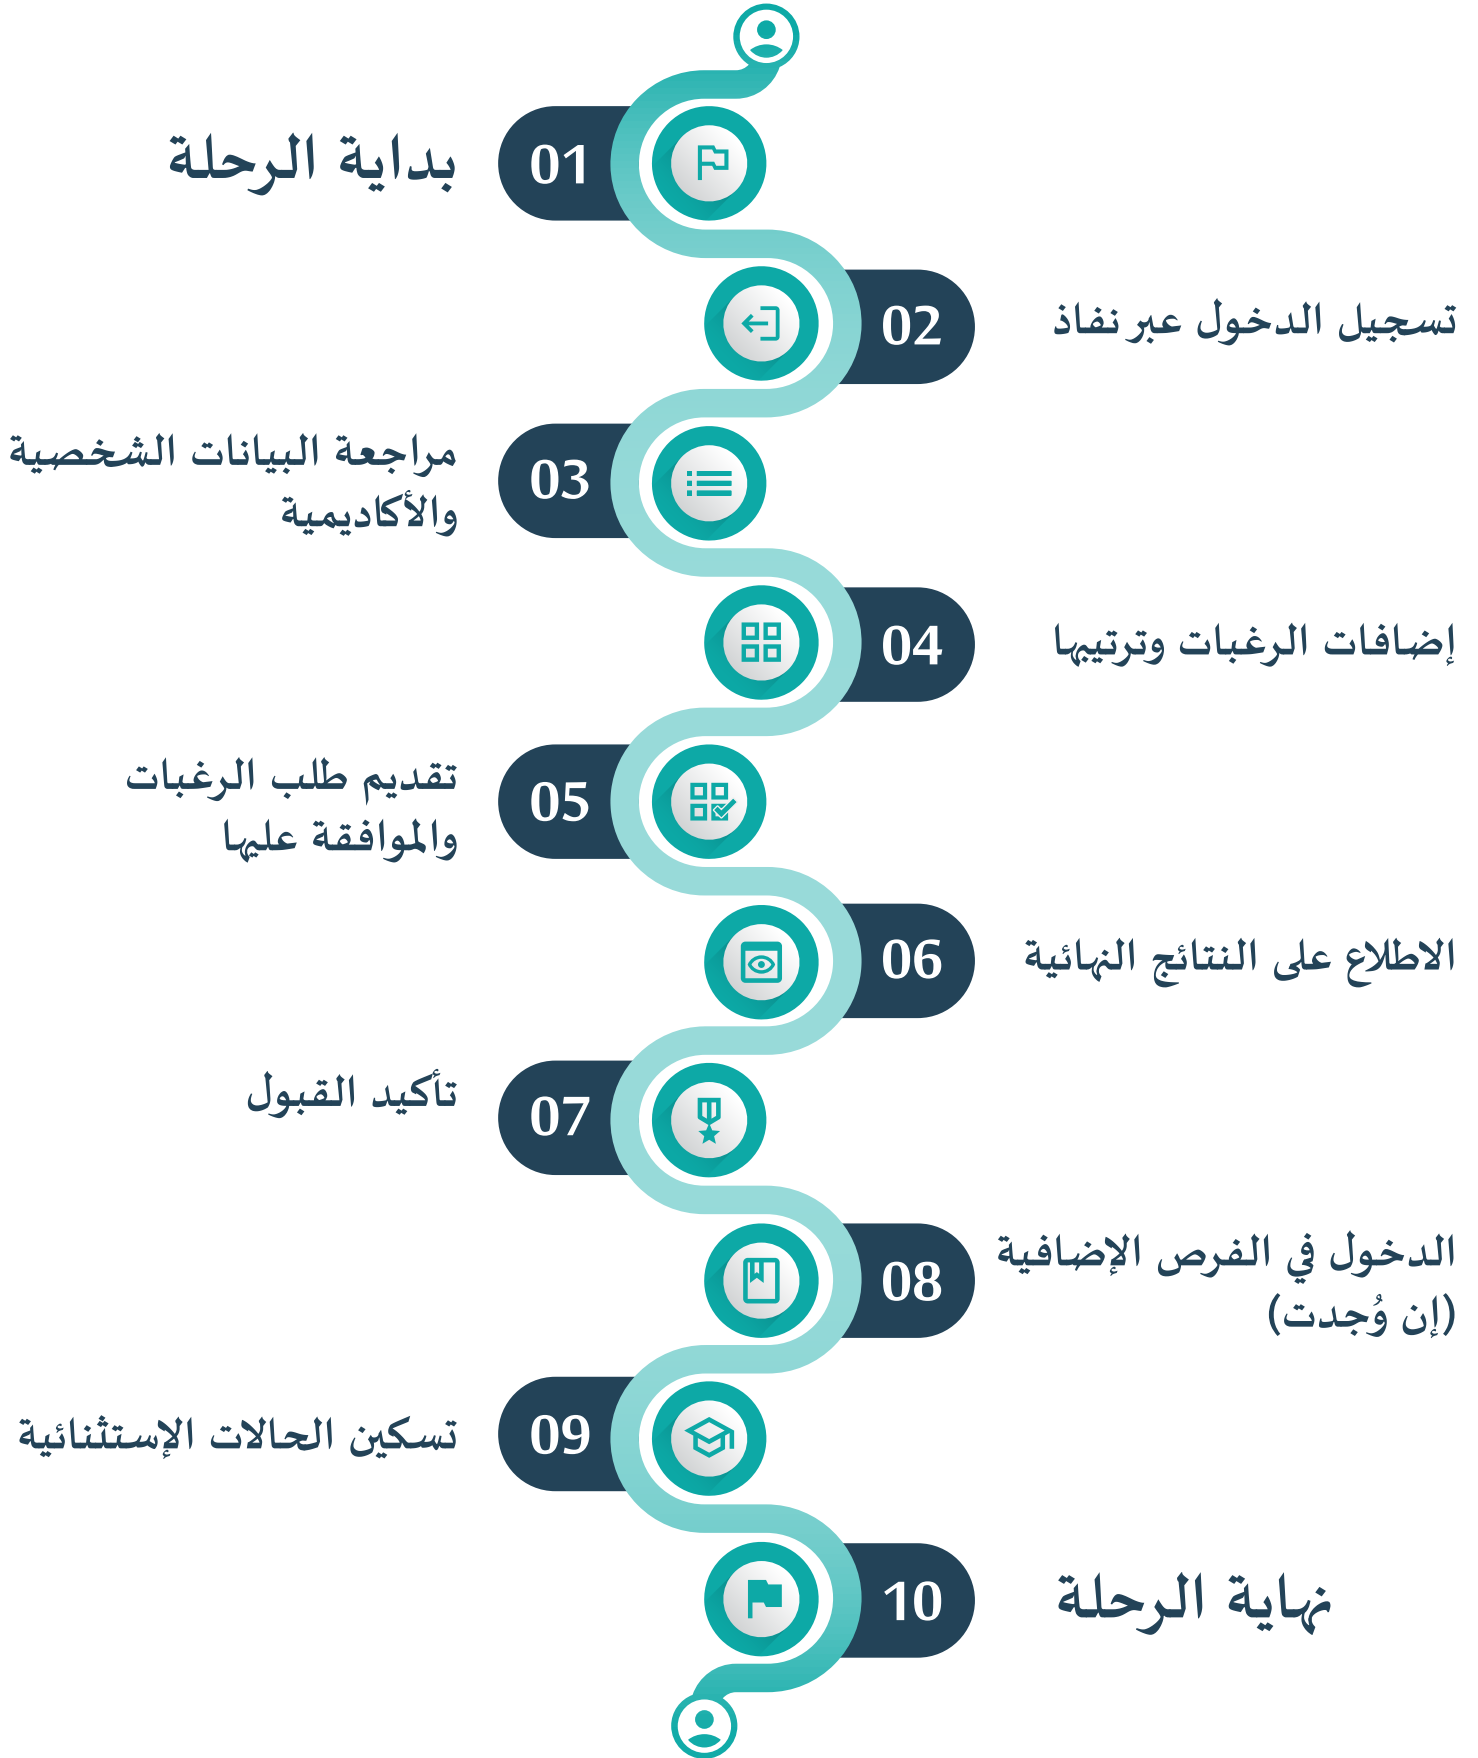 01
بداية الرحلة
02
تسجيل الدخول عبر نفاذ
03
مراجعة البيانات الشخصية
والأكاديمية
04
إضافات الرغبات وترتيبها
05
تقديم طلب الرغبات
والموافقة عليها
06
الاطلاع على النتائج النهائية
07
تأكيد القبول
08
الدخول في الفرص الإضافية
(إن وُجدت)
09
تسكين الحالات الإستثنائية
10
نهاية الرحلة